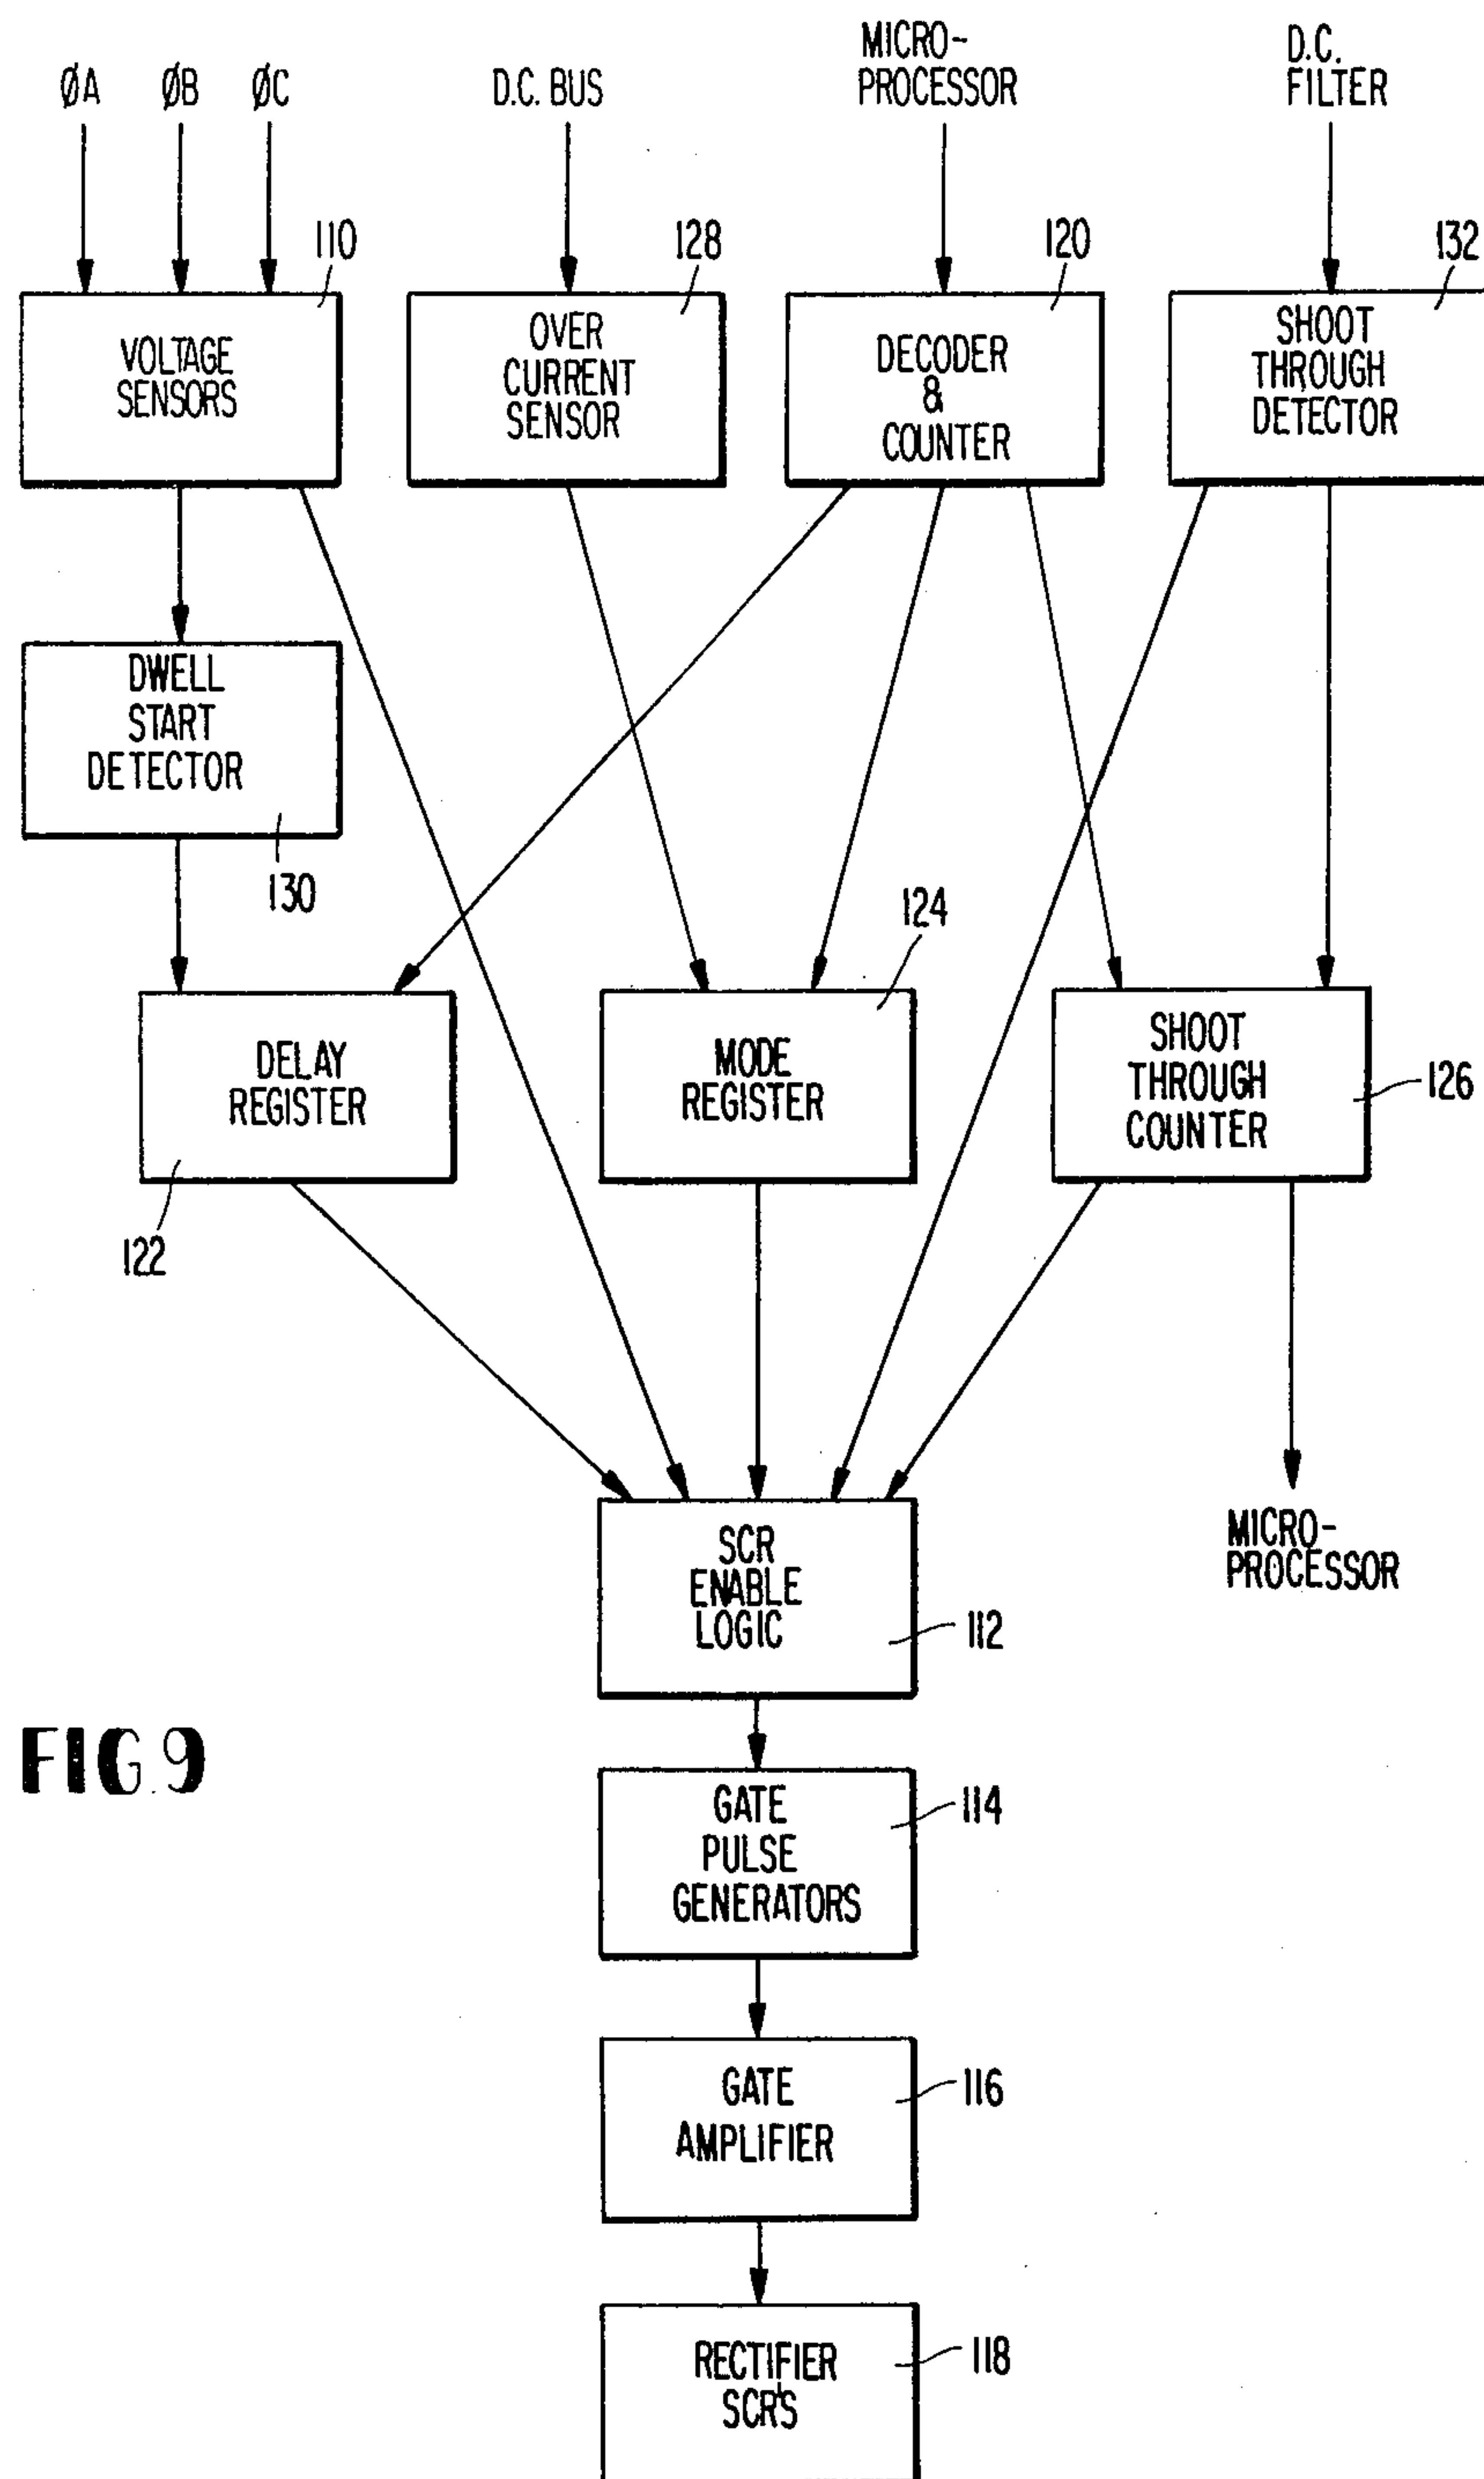 ØA ØB ØC D.C. BUS MICRO-
PROCESSOR D.C.
FILTER
110 128 120 132
VOLTAGE
SENSORS
OVER
CURRENT
SENSOR
DECODER
&
COUNTER
SHOOT
THROUGH
DETECTOR
DWELL
START
DETECTOR
130
124
DELAY
REGISTER
122
MODE
REGISTER
SHOOT
THROUGH
COUNTER
126
SCR
ENABLE
LOGIC
112
MICRO-
PROCESSOR
FIG. 9
GATE
PULSE
GENERATORS
114
GATE
AMPLIFIER
116
RECTIFIER
SCR'S
118